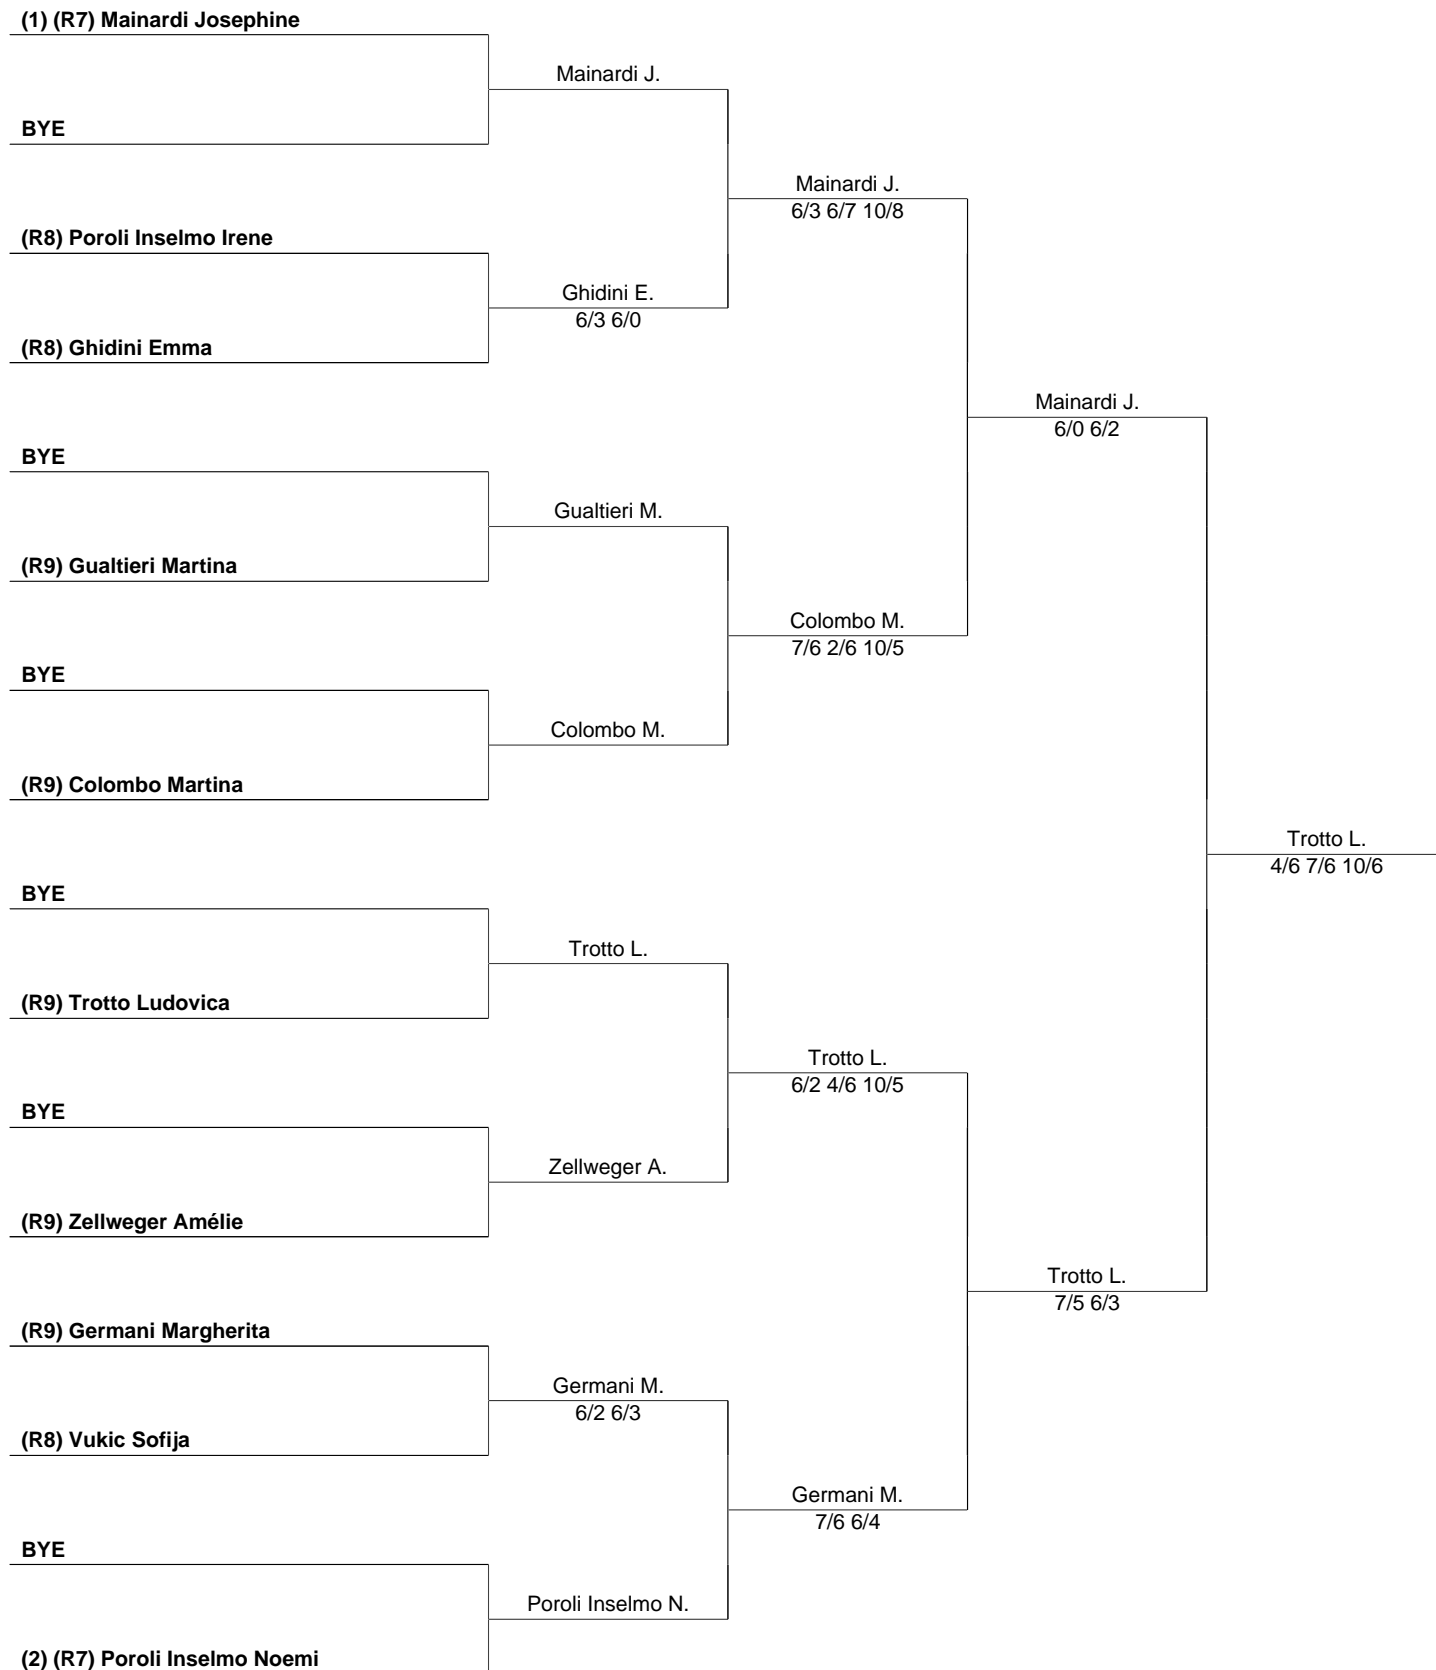 (1) (R7) Mainardi Josephine
Mainardi J.
BYE
Mainardi J.
6/3 6/7 10/8
(R8) Poroli Inselmo Irene
Ghidini E.
6/3 6/0
(R8) Ghidini Emma
Mainardi J.
6/0 6/2
BYE
Gualtieri M.
(R9) Gualtieri Martina
Colombo M.
7/6 2/6 10/5
BYE
Colombo M.
(R9) Colombo Martina
Trotto L.
4/6 7/6 10/6
BYE
Trotto L.
(R9) Trotto Ludovica
Trotto L.
6/2 4/6 10/5
BYE
Zellweger A.
(R9) Zellweger Amélie
Trotto L.
7/5 6/3
(R9) Germani Margherita
Germani M.
6/2 6/3
(R8) Vukic Sofija
Germani M.
7/6 6/4
BYE
Poroli Inselmo N.
(2) (R7) Poroli Inselmo Noemi